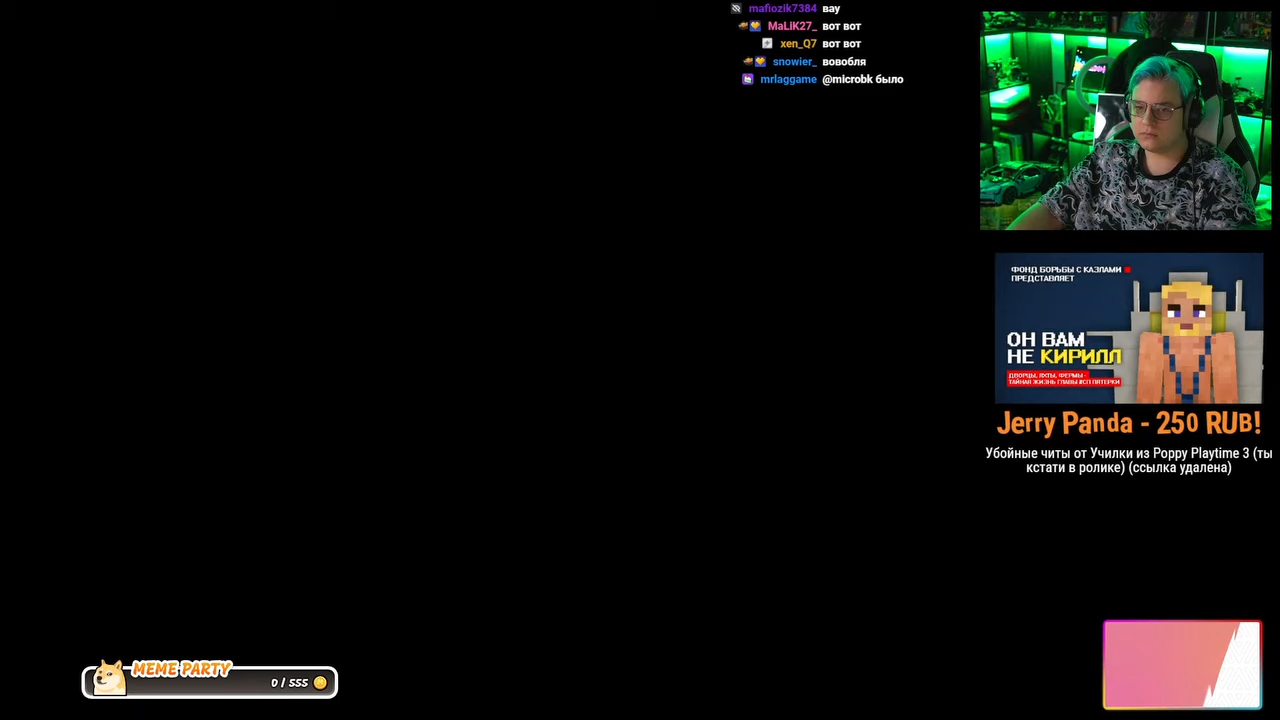 mafiozik7384 вау
MaLiK27_ вот вот
xen_Q7 вот вот
snowier_ вовобля
mrlaggame @microbk было
ФОНД БОРЬБЫ С КАЗЛАМИ
ПРЕДСТАВЛЯЕТ
ОН ВАМ
НЕ КИРИЛЛ
ДВОРЦЫ, ЯХТЫ, ФЕРМЫ -
ТАЙНАЯ ЖИЗНЬ ГЛАВЫ #СП ПЯТЕРКИ
Jerry Panda - 250 RUB!
Убойные читы от Училки из Poppy Playtime 3 (ты
кстати в ролике) (ссылка удалена)
MEME PARTY
0 / 555